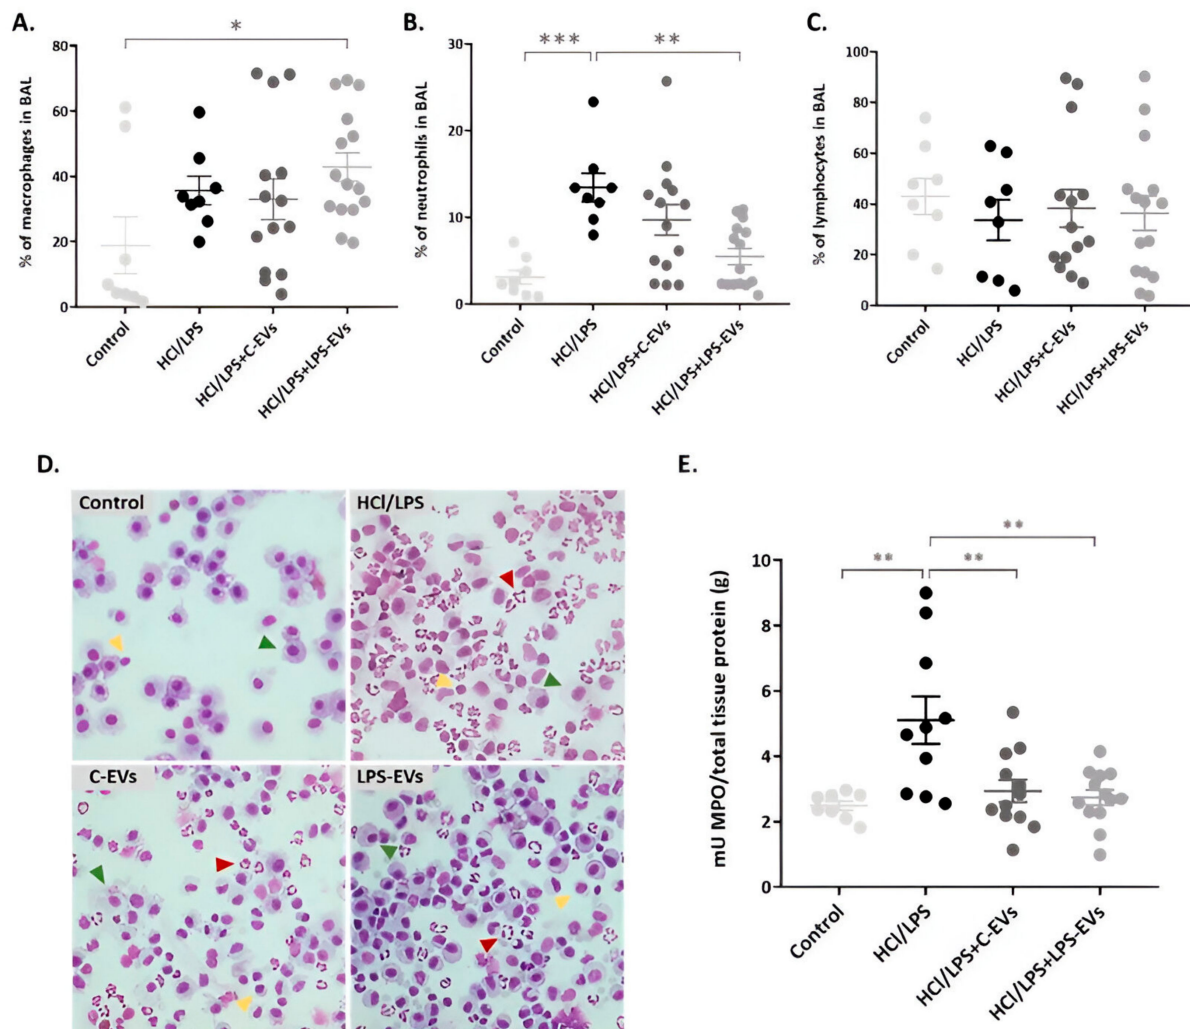 A.
*
% of macrophages in BAL
80
60
40
20
0
Control
HCl/LPS
HCl/LPS+C-EVs
HCl/LPS+LPS-EVs
B.
***
**
% of neutrophils in BAL
30
20
10
0
Control
HCl/LPS
HCl/LPS+C-EVs
HCl/LPS+LPS-EVs
C.
% of lymphocytes in BAL
100
80
60
40
20
0
Control
HCl/LPS
HCl/LPS+C-EVs
HCl/LPS+LPS-EVs
D.
Control
HCl/LPS
C-EVs
LPS-EVs
E.
**
**
**
mU MPO/total tissue protein (g)
10
8
6
4
2
0
Control
HCl/LPS
HCl/LPS+C-EVs
HCl/LPS+LPS-EVs